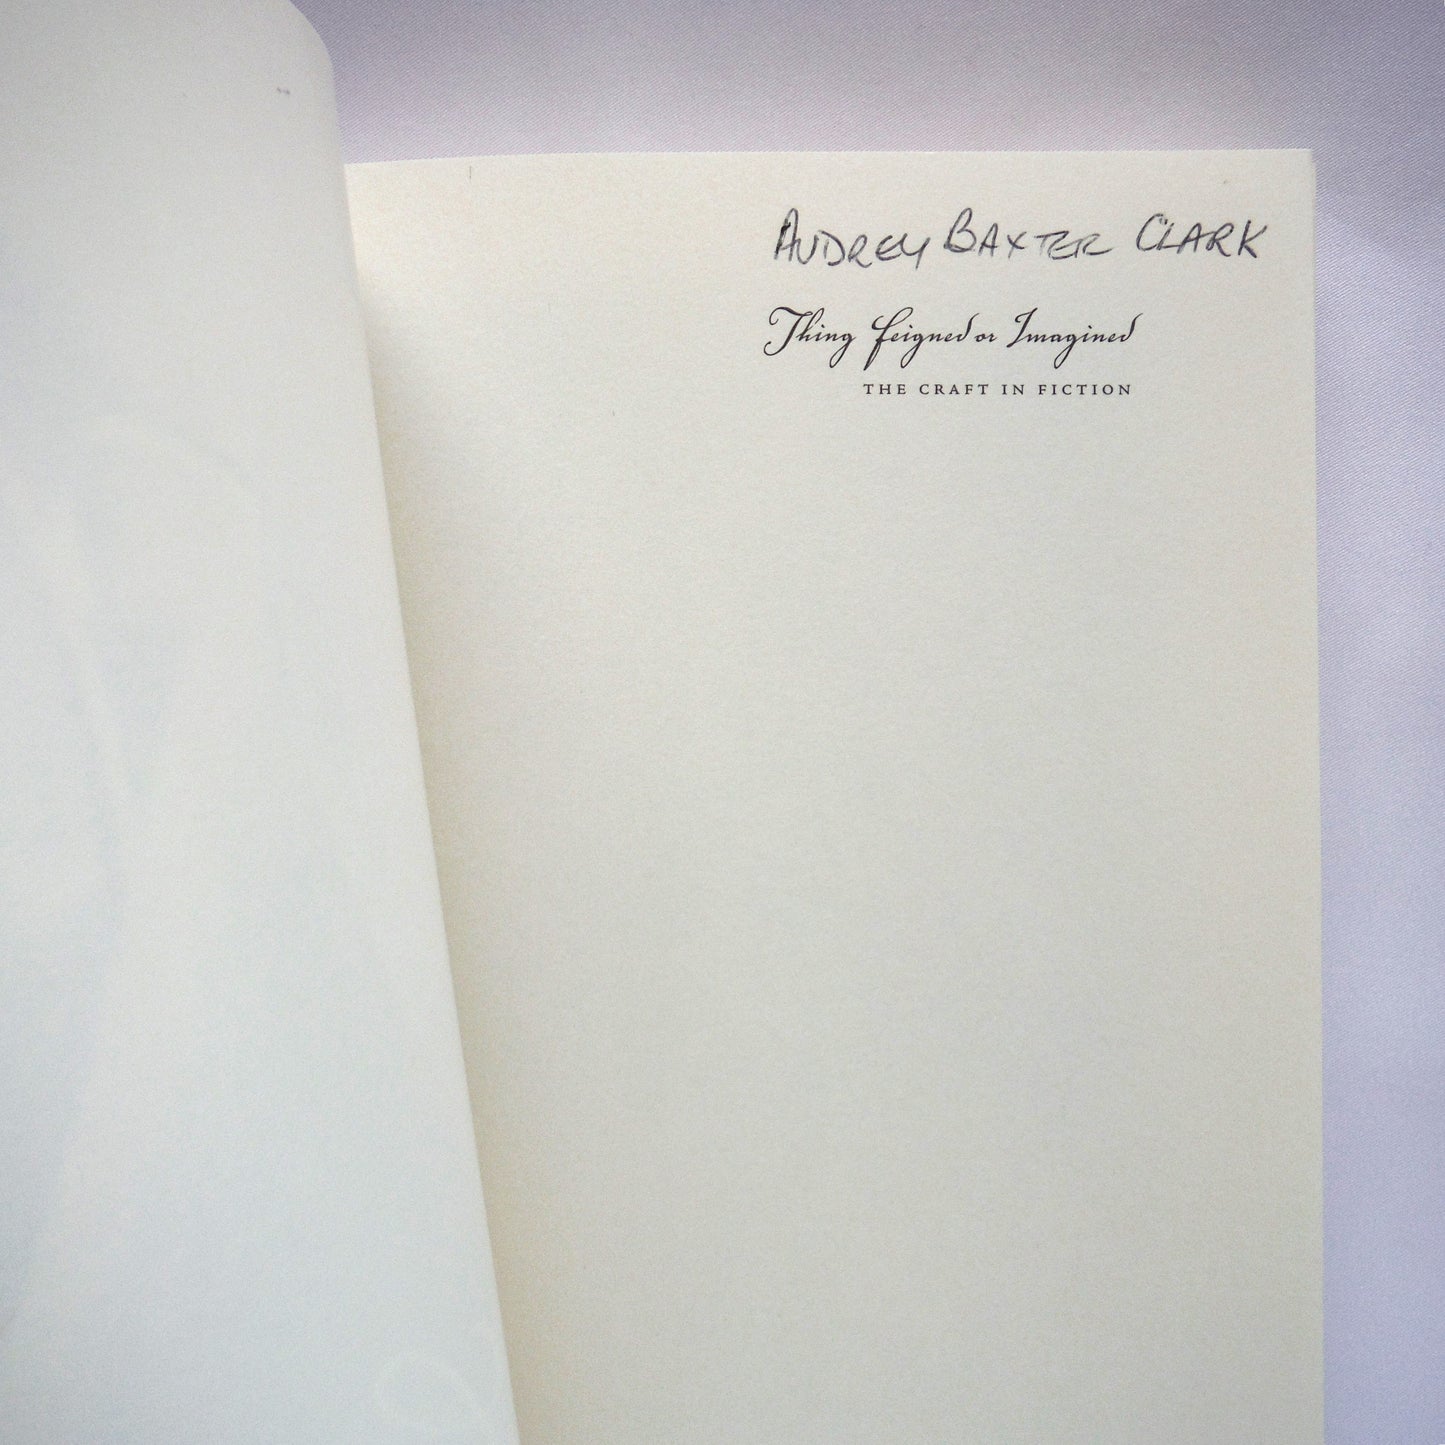 AUDREY BAXTER CLARK
Thing Feigned or Imagined
THE CRAFT IN FICTION